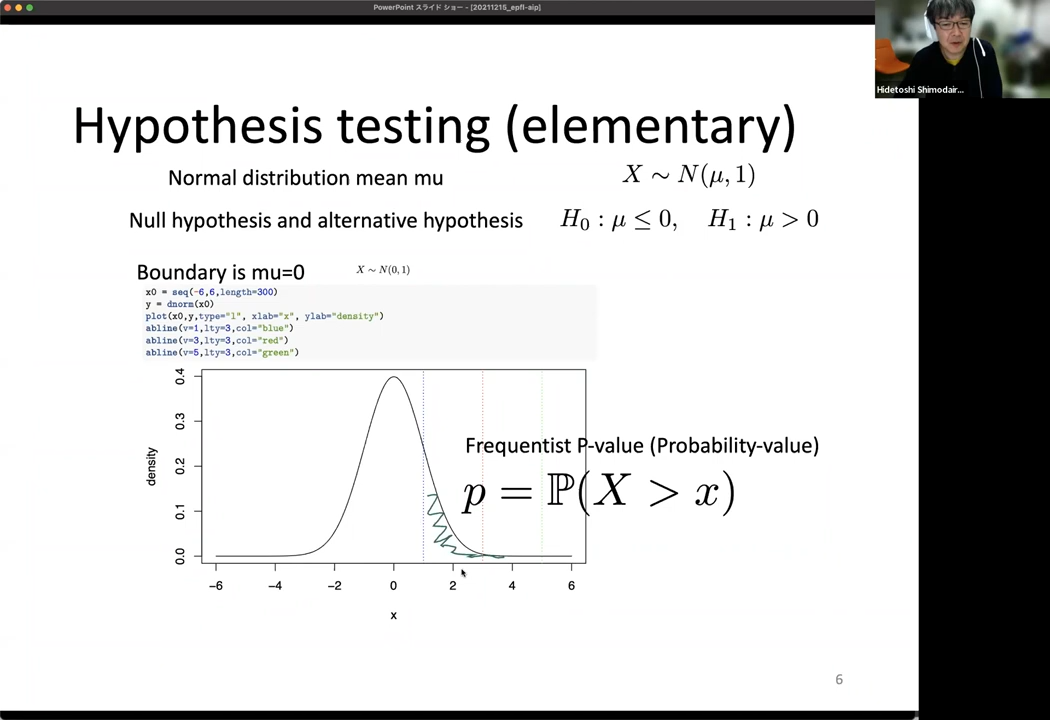 PowerPoint スライド ショー - [20211215_epfl-aip]
Hidetoshi Shimodair...
Hypothesis testing (elementary)
Normal distribution mean mu
X ∼ N(μ, 1)
Null hypothesis and alternative hypothesis
H₀ : μ ≤ 0, H₁ : μ > 0
Boundary is mu=0
X ∼ N(0, 1)
x0 = seq(-6,6,length=300)
y = dnorm(x0)
plot(x0,y,type="l", xlab="x", ylab="density")
abline(v=1,lty=3,col="blue")
abline(v=3,lty=3,col="red")
abline(v=5,lty=3,col="green")
0.4
0.3
0.2
0.1
0.0
density
Frequentist P-value (Probability-value)
p = ℙ(X > x)
-6 -4 -2 0 2 4 6
x
6